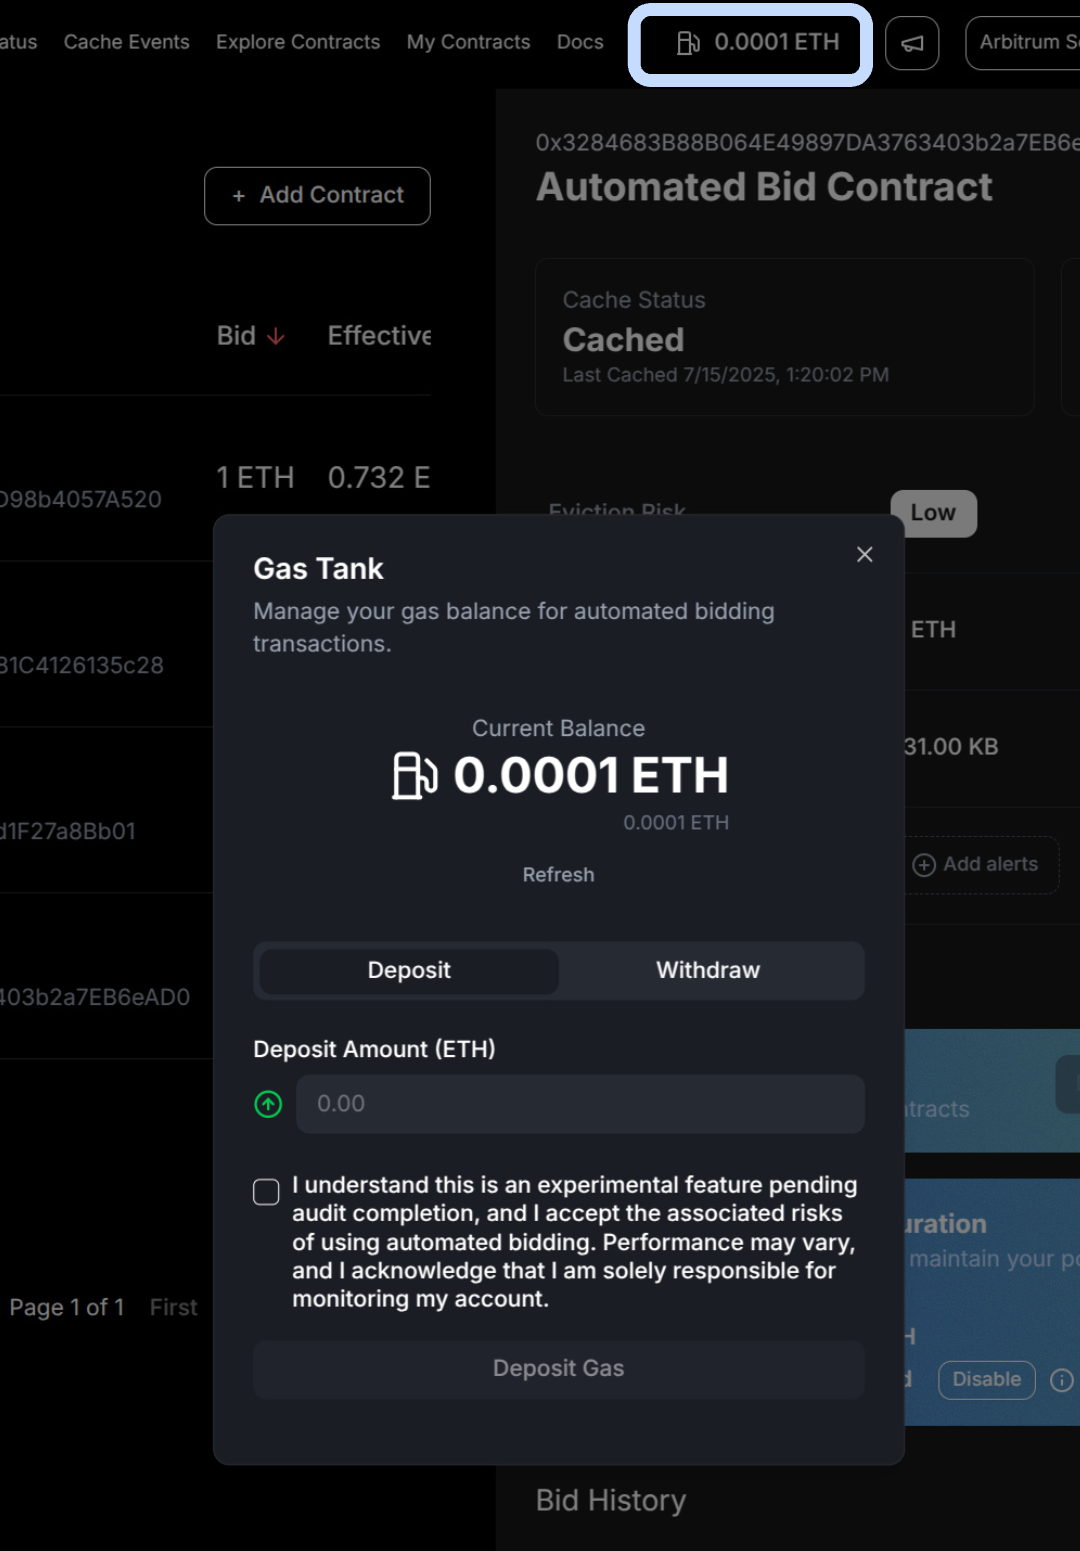 Cache Events Explore Contracts My Contracts Docs 0.0001 ETH Arbitrum
0x3284683B88B064E49897DA3763403b2a7EB6e
Automated Bid Contract
+ Add Contract
Cache Status
Cached
Last Cached 7/15/2025, 1:20:02 PM
Bid Effective
1 ETH 0.732 E
98b4057A520
Eviction Risk Low
Gas Tank
Manage your gas balance for automated bidding
transactions.
ETH
81C4126135c28
Current Balance
0.0001 ETH
0.0001 ETH
31.00 KB
d1F27a8Bb01
Refresh
Add alerts
Deposit Withdraw
403b2a7EB6eAD0
Deposit Amount (ETH)
0.00
I understand this is an experimental feature pending
audit completion, and I accept the associated risks
of using automated bidding. Performance may vary,
and I acknowledge that I am solely responsible for
monitoring my account.
maintain your
Page 1 of 1 First
Deposit Gas
Disable
Bid History